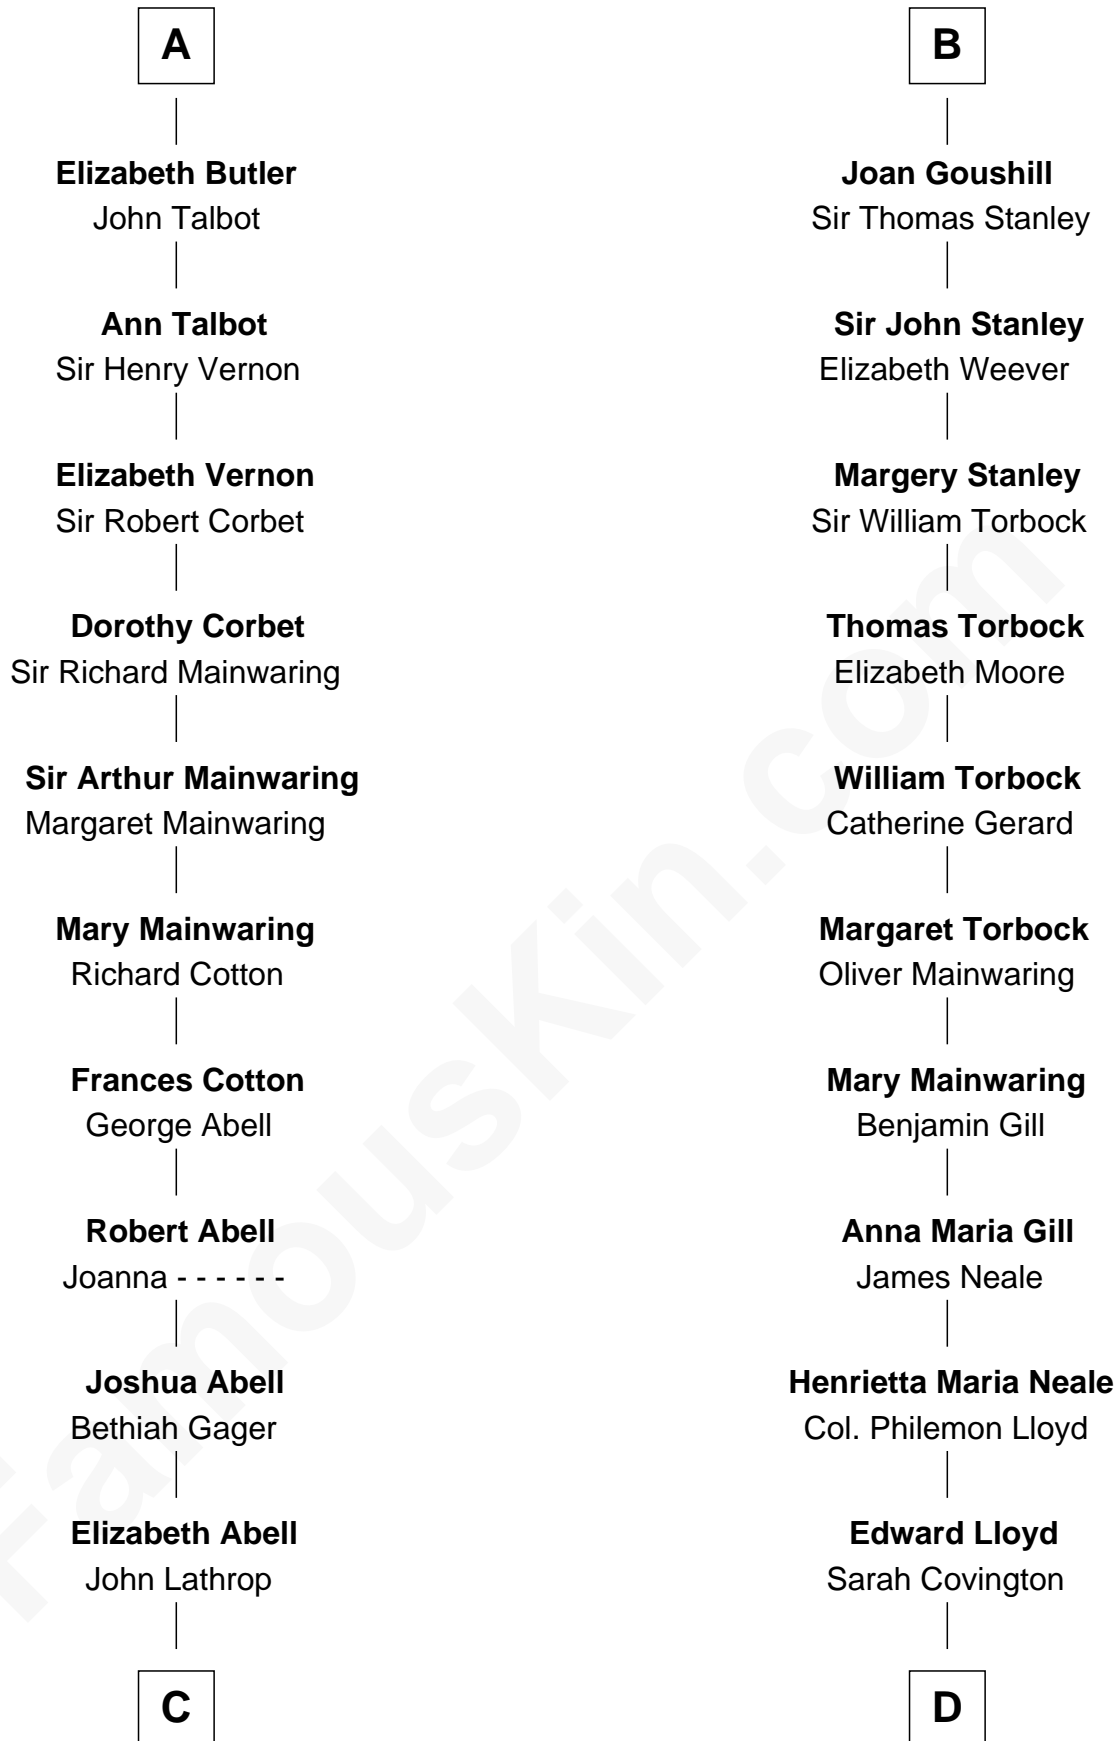 A
Elizabeth Butler
John Talbot
Ann Talbot
Sir Henry Vernon
Elizabeth Vernon
Sir Robert Corbet
Dorothy Corbet
Sir Richard Mainwaring
Sir Arthur Mainwaring
Margaret Mainwaring
Mary Mainwaring
Richard Cotton
Frances Cotton
George Abell
Robert Abell
Joanna - - - - - -
Joshua Abell
Bethiah Gager
Elizabeth Abell
John Lathrop
C
B
Joan Goushill
Sir Thomas Stanley
Sir John Stanley
Elizabeth Weever
Margery Stanley
Sir William Torbock
Thomas Torbock
Elizabeth Moore
William Torbock
Catherine Gerard
Margaret Torbock
Oliver Mainwaring
Mary Mainwaring
Benjamin Gill
Anna Maria Gill
James Neale
Henrietta Maria Neale
Col. Philemon Lloyd
Edward Lloyd
Sarah Covington
D
FamousKin.com